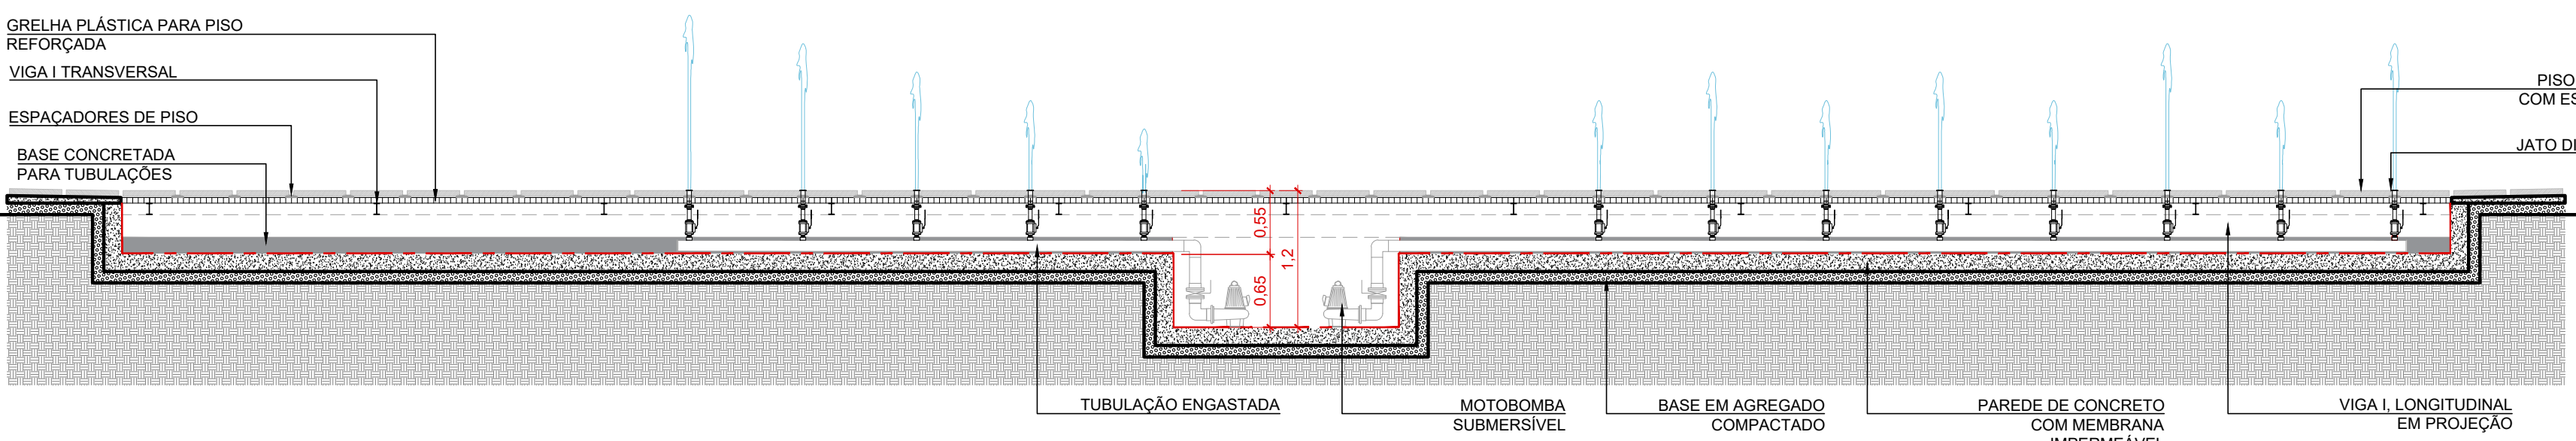 GRELHA PLÁSTICA PARA PISO
REFORÇADA
VIGA I TRANSVERSAL
ESPAÇADORES DE PISO
BASE CONCRETADA
PARA TUBULAÇÕES
0,55
1,2
0,65
PISO
COM ES
JATO DI
TUBULAÇÃO ENGASTADA
MOTOBOMBA
SUBMERSÍVEL
BASE EM AGREGADO
COMPACTADO
PAREDE DE CONCRETO
COM MEMBRANA
IMPERMEÁVEL
VIGA I, LONGITUDINAL
EM PROJEÇÃO